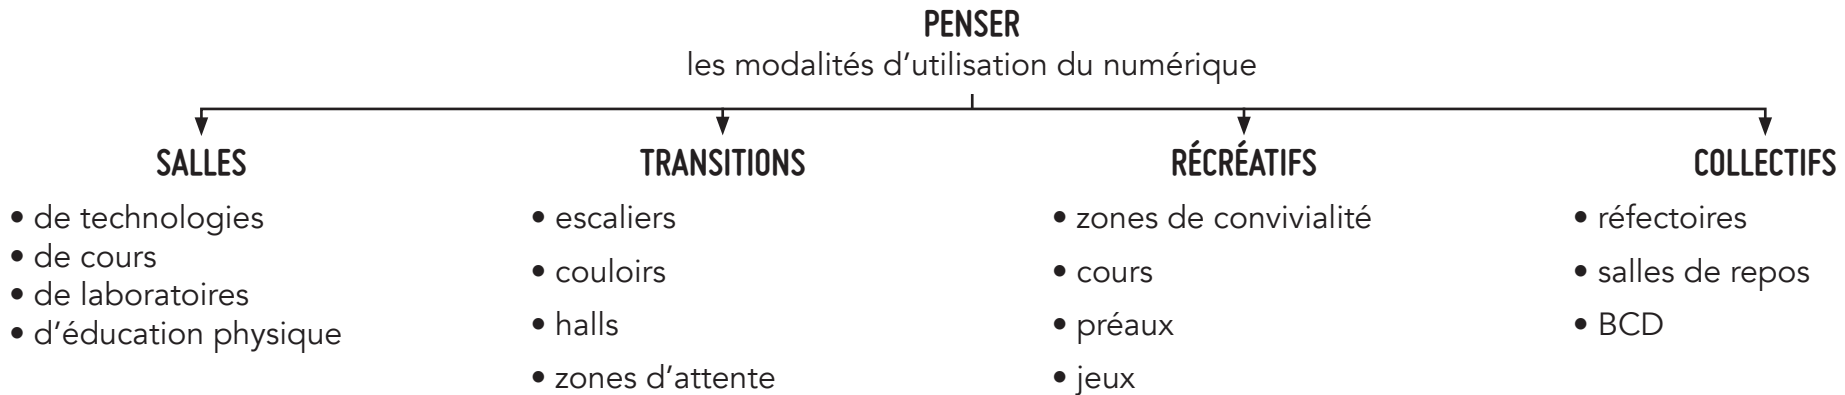 PENSER
les modalités d’utilisation du numérique
SALLES
• de technologies
• de cours
• de laboratoires
• d’éducation physique
TRANSITIONS
• escaliers
• couloirs
• halls
• zones d’attente
RÉCRÉATIFS
• zones de convivialité
• cours
• préaux
• jeux
COLLECTIFS
• réfectoires
• salles de repos
• BCD